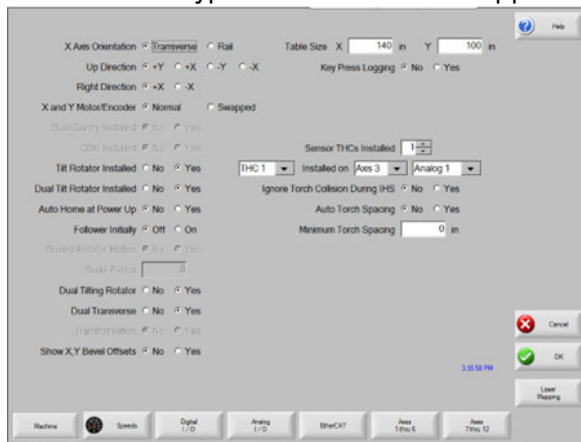 Help
X Axis Orientation Transverse Rail Table Size X 140 in Y 100 in
Up Direction +Y +X -Y -X Key Press Logging No Yes
Right Direction +X -X
X and Y Motor/Encoder Normal Swapped
Dual Gantry Installed No Yes
CBH Installed No Yes Sensor THCs Installed 1
Tilt Rotator Installed No Yes THC 1 Installed on Axis 3 Analog 1
Dual Tilt Rotator Installed No Yes Ignore Torch Collision During IHS No Yes
Auto Home at Power Up No Yes Auto Torch Spacing No Yes
Follower Initially Off On Minimum Torch Spacing 0 in
Scaled Rotator Motion No Yes
Scale Factor 0
Dual Tilting Rotator No Yes
Dual Transverse No Yes
Transformation No Yes
Show X,Y Bevel Offsets No Yes
Cancel
3:35:58 PM OK
Laser Mapping
Machine Speeds Digital I/O Analog I/O EtherCAT Axes 1 thru 6 Axes 7 thru 12